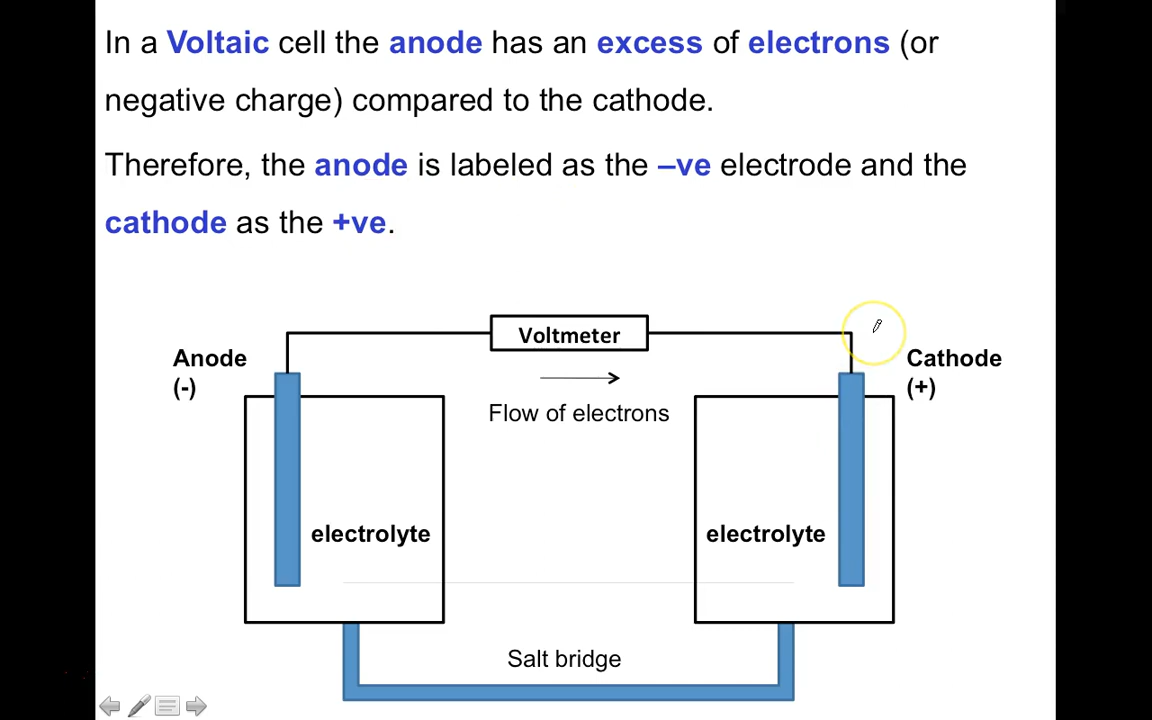 In a Voltaic cell the anode has an excess of electrons (or
negative charge) compared to the cathode.
Therefore, the anode is labeled as the –ve electrode and the
cathode as the +ve.
Voltmeter
Anode
(-)
Cathode
(+)
Flow of electrons
electrolyte
electrolyte
Salt bridge